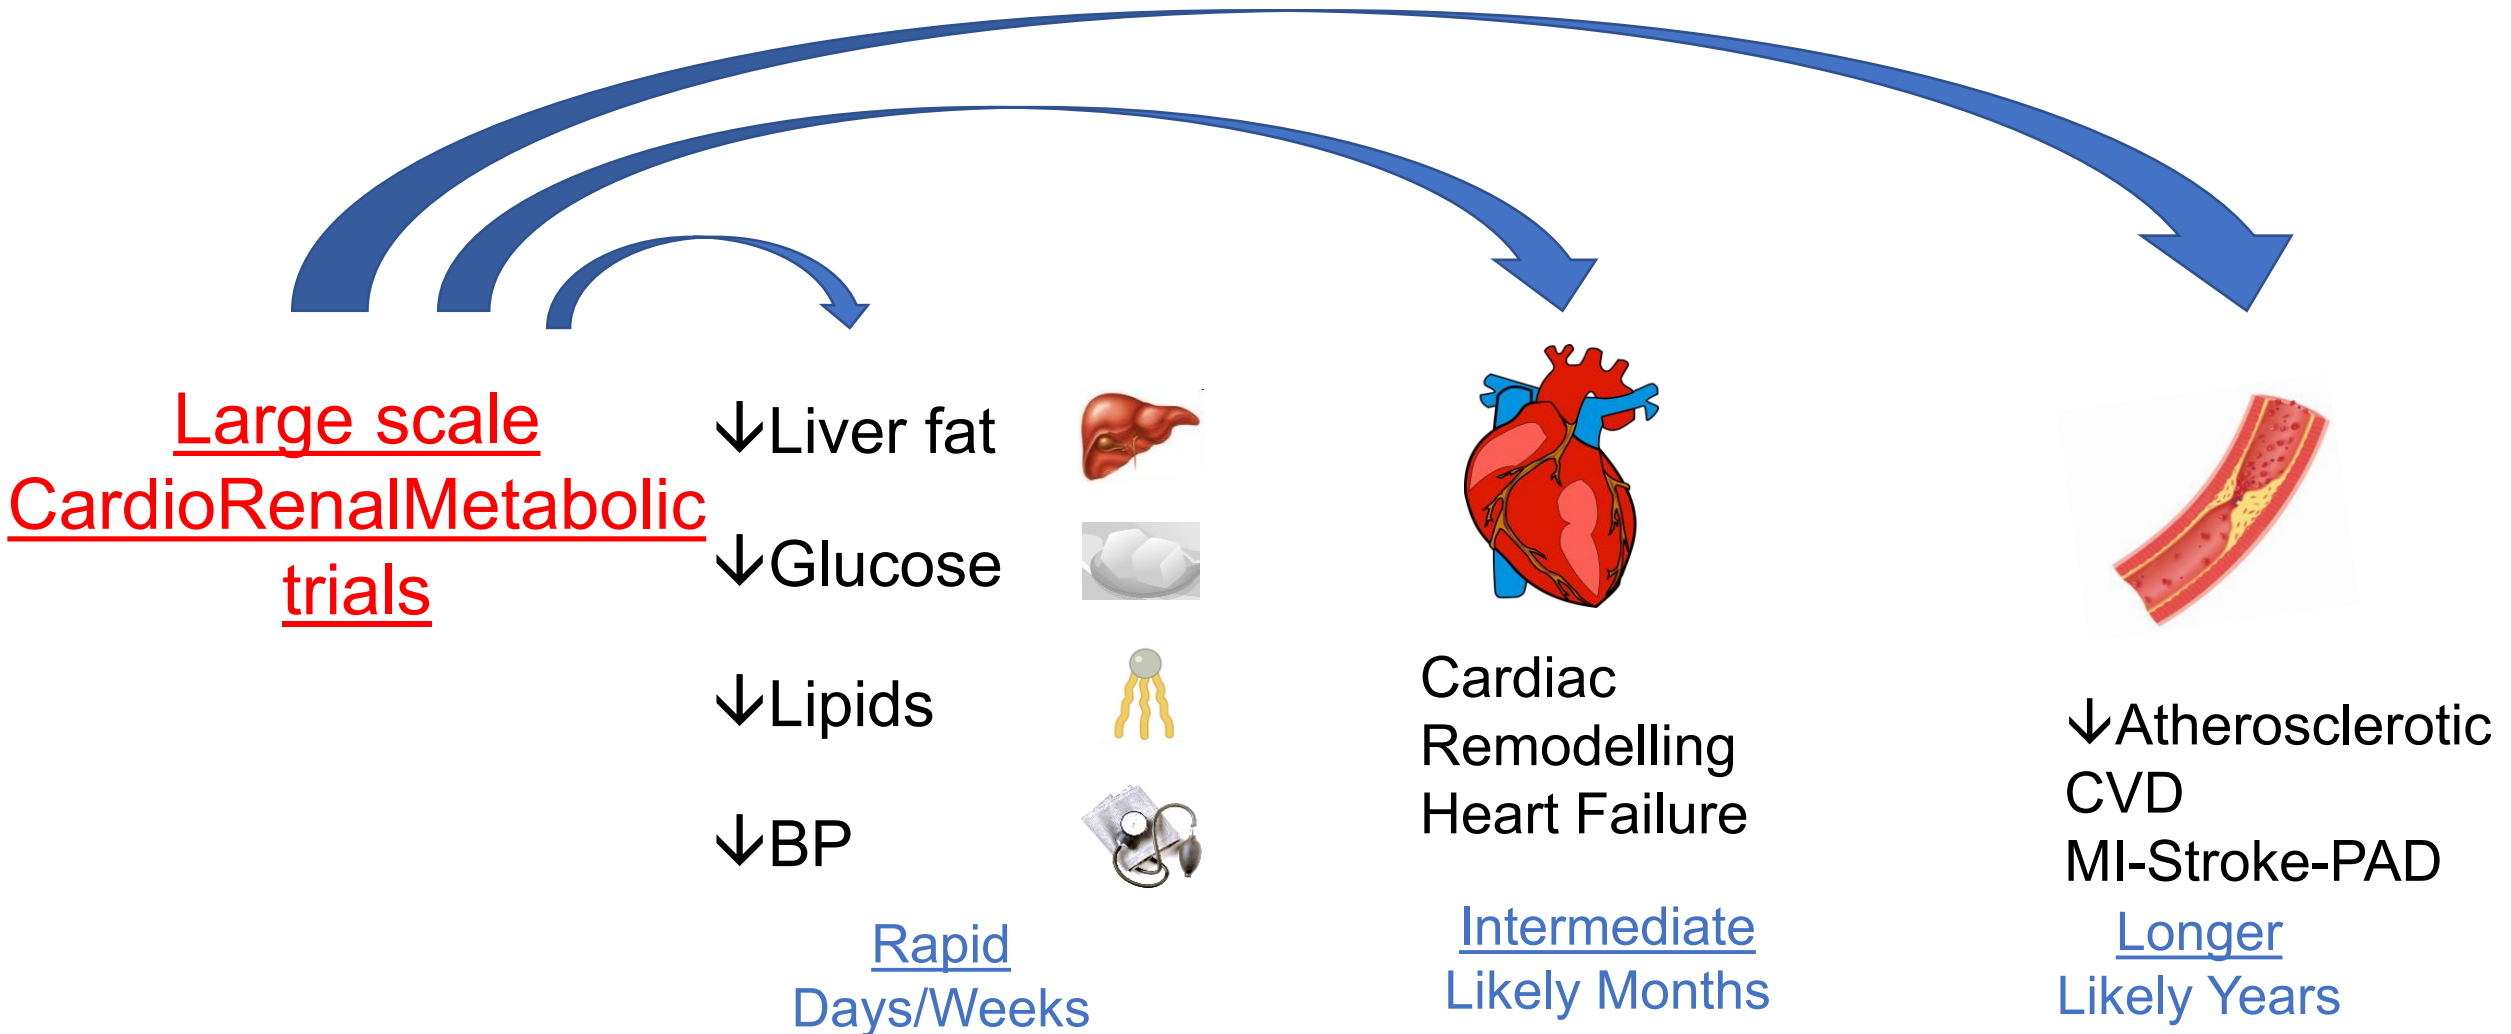 Large scale
CardioRenalMetabolic
trials
↓Liver fat
↓Glucose
↓Lipids
↓BP
Rapid
Days/Weeks
Cardiac
Remodelling
Heart Failure
Intermediate
Likely Months
↓Atherosclerotic
CVD
MI-Stroke-PAD
Longer
Likely Years